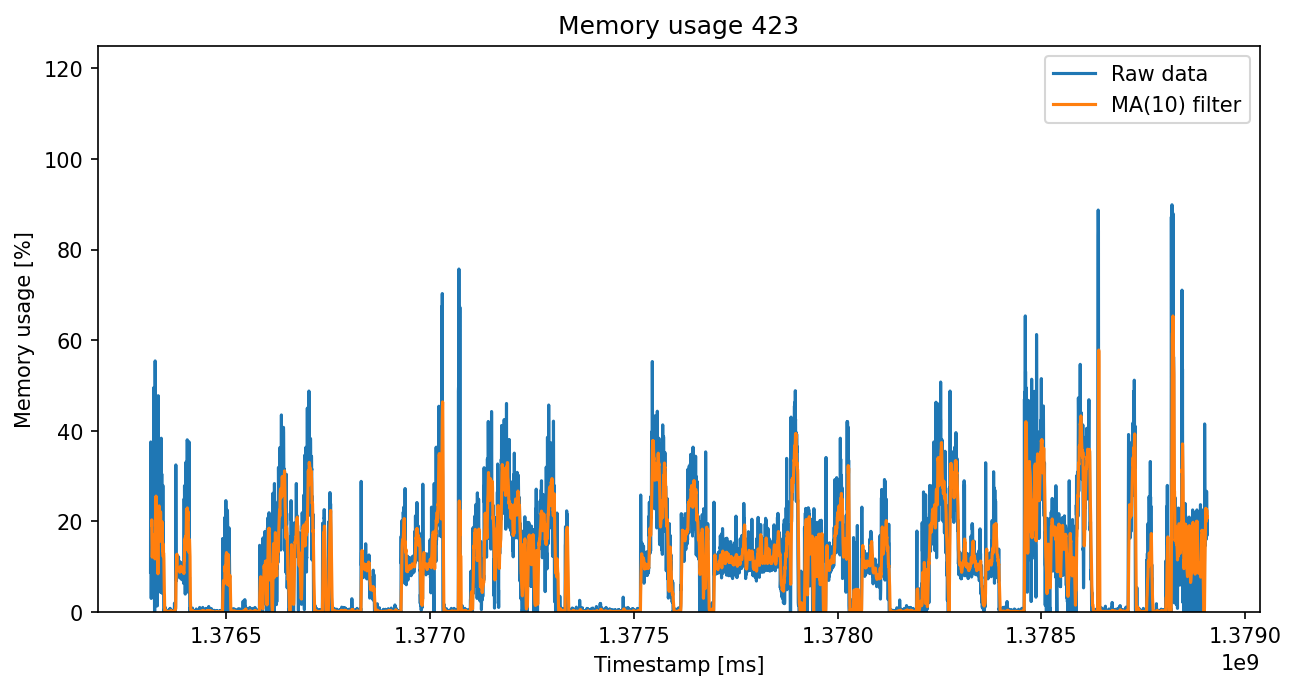 Memory usage 423
Raw data
MA(10) filter
Memory usage [%]
120
100
80
60
40
20
0
1.3765
1.3770
1.3775
1.3780
1.3785
1.3790
1e9
Timestamp [ms]